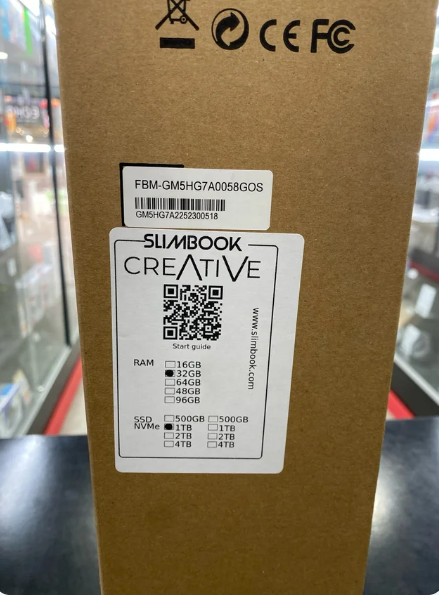 CE FC
FBM-GM5HG7A0058GOS
GM5HG7A2252300518
SLIMBOOK
CREATIVE
Start guide
www.slimbook.com
RAM 16GB
32GB
64GB
48GB
96GB
SSD 500GB 500GB
NVMe 1TB 1TB
2TB 2TB
4TB 4TB